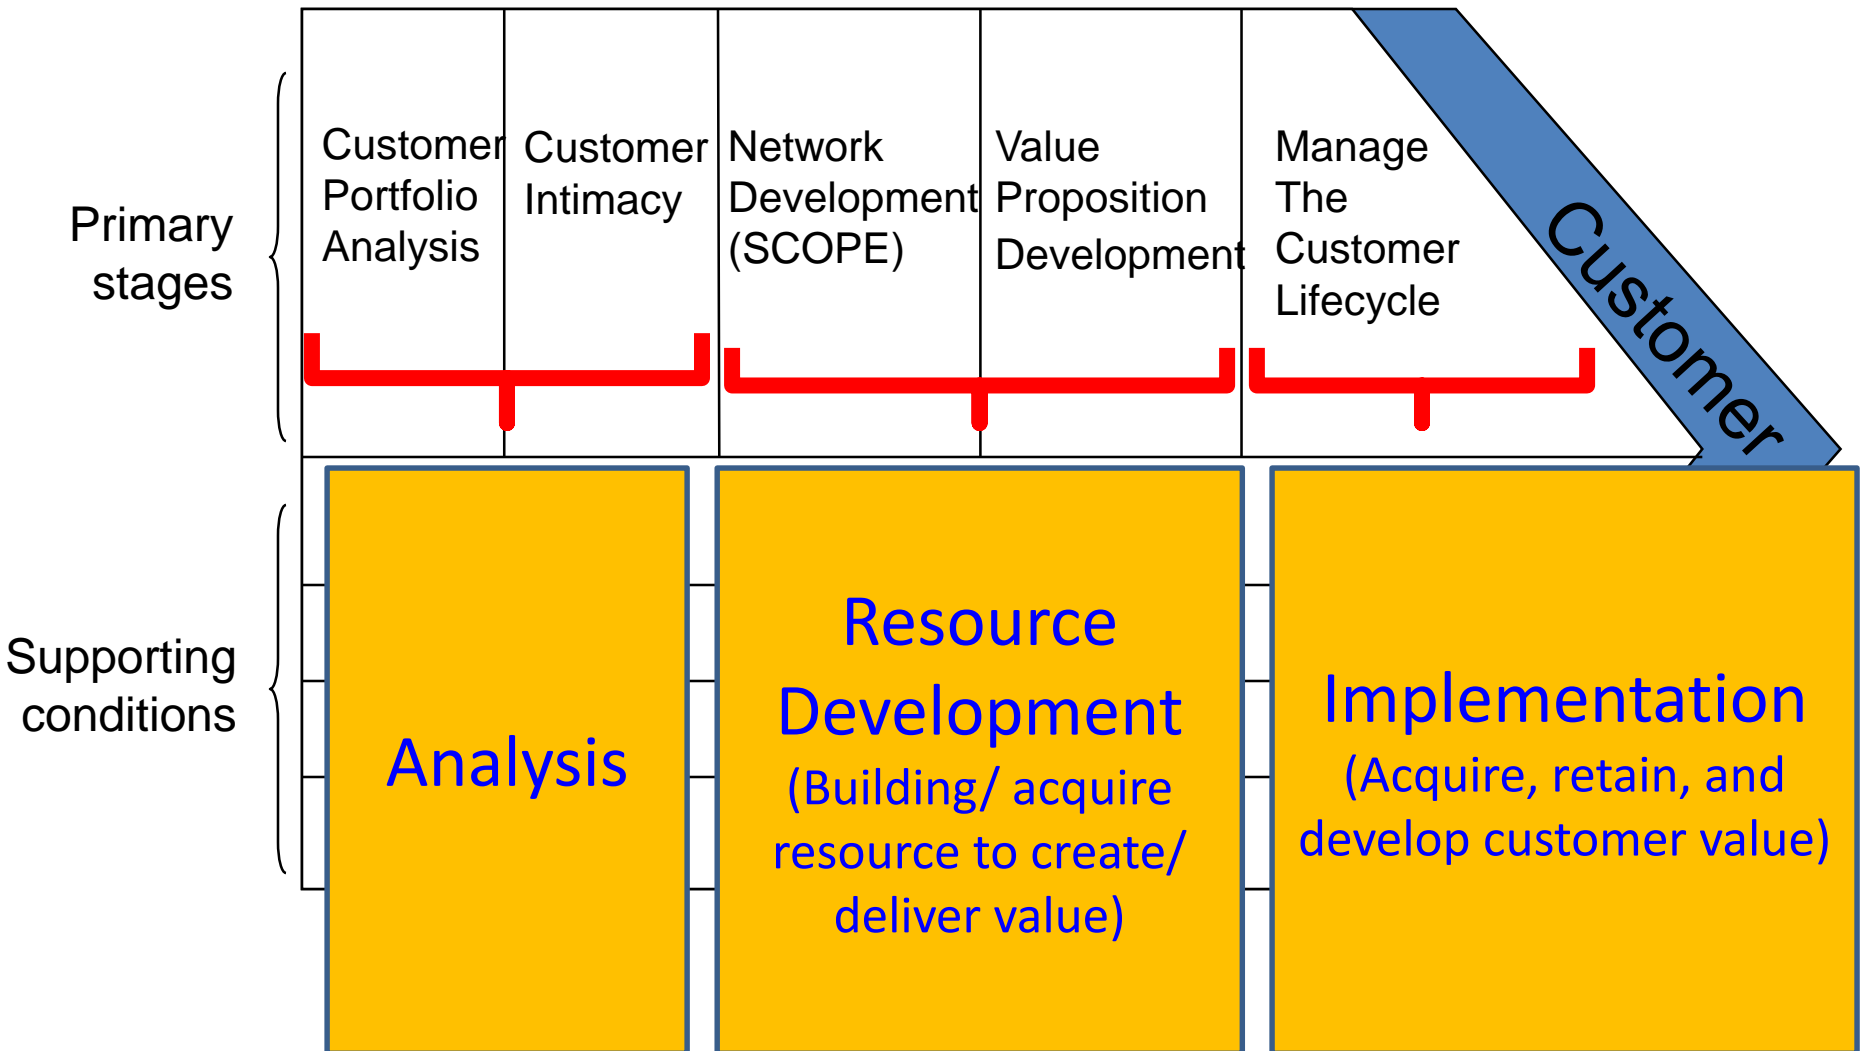 Primary
stages
Customer
Portfolio
Analysis
Customer
Intimacy
Network
Development
(SCOPE)
Value
Proposition
Development
Manage
The
Customer
Lifecycle
Customer
Supporting
conditions
Analysis
Resource
Development
(Building/ acquire
resource to create/
deliver value)
Implementation
(Acquire, retain, and
develop customer value)